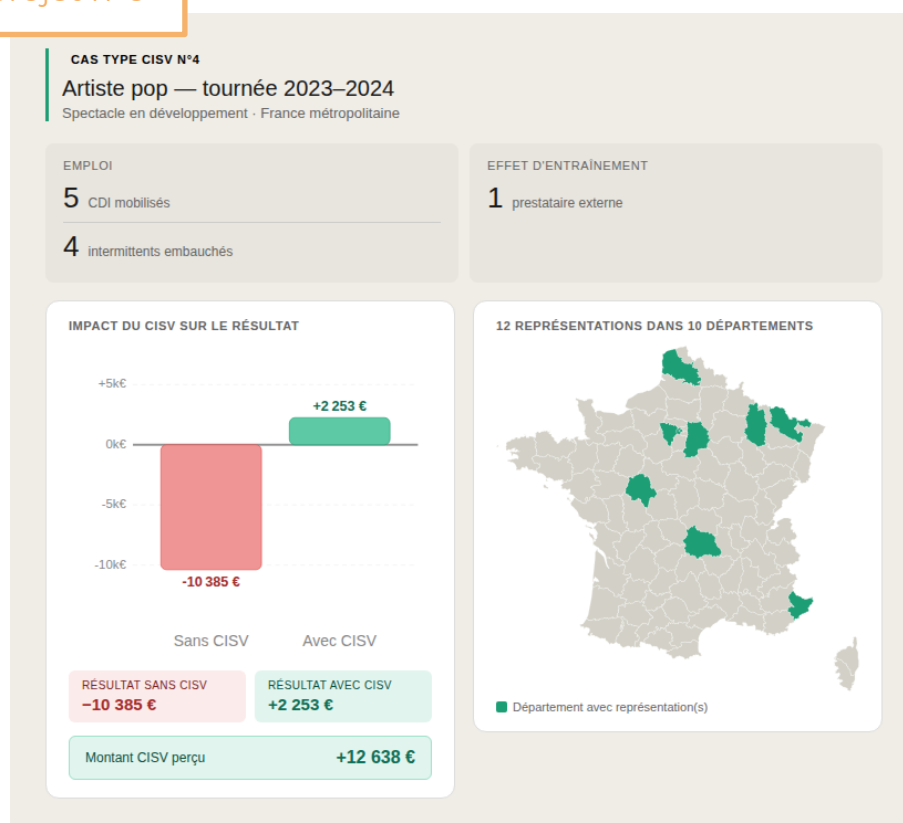 CAS TYPE CISV N°4
Artiste pop — tournée 2023–2024
Spectacle en développement · France métropolitaine
EMPLOI
5 CDI mobilisés
4 intermittents embauchés
EFFET D'ENTRAÎNEMENT
1 prestataire externe
IMPACT DU CISV SUR LE RÉSULTAT
+5k€
+2 253 €
0k€
-5k€
-10k€
-10 385 €
Sans CISV
Avec CISV
RÉSULTAT SANS CISV
−10 385 €
RÉSULTAT AVEC CISV
+2 253 €
Montant CISV perçu
+12 638 €
12 REPRÉSENTATIONS DANS 10 DÉPARTEMENTS
Département avec représentation(s)